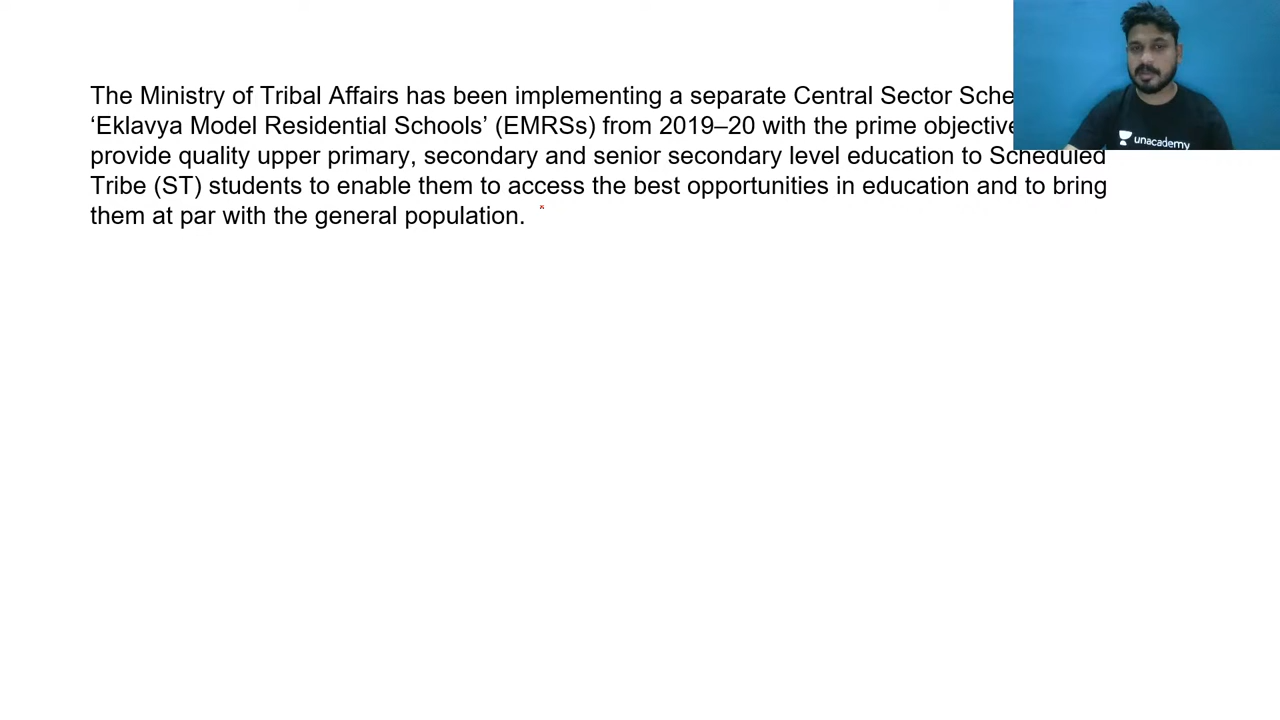 The Ministry of Tribal Affairs has been implementing a separate Central Sector
‘Eklavya Model Residential Schools’ (EMRSs) from 2019–20 with the prime objective
provide quality upper primary, secondary and senior secondary level education to Scheduled
Tribe (ST) students to enable them to access the best opportunities in education and to bring
them at par with the general population.
unacademy